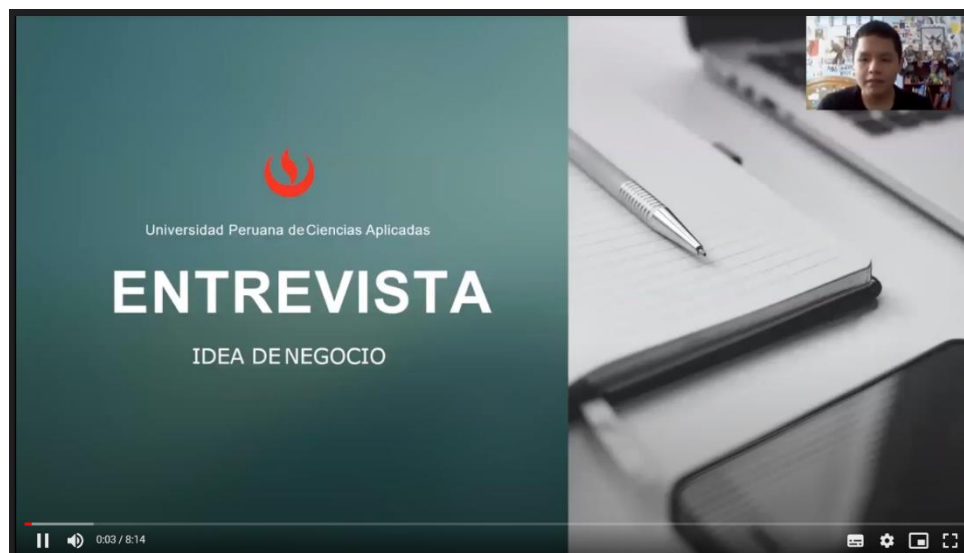 Universidad Peruana de Ciencias Aplicadas
ENTREVISTA
IDEA DE NEGOCIO
0:03 / 8:14